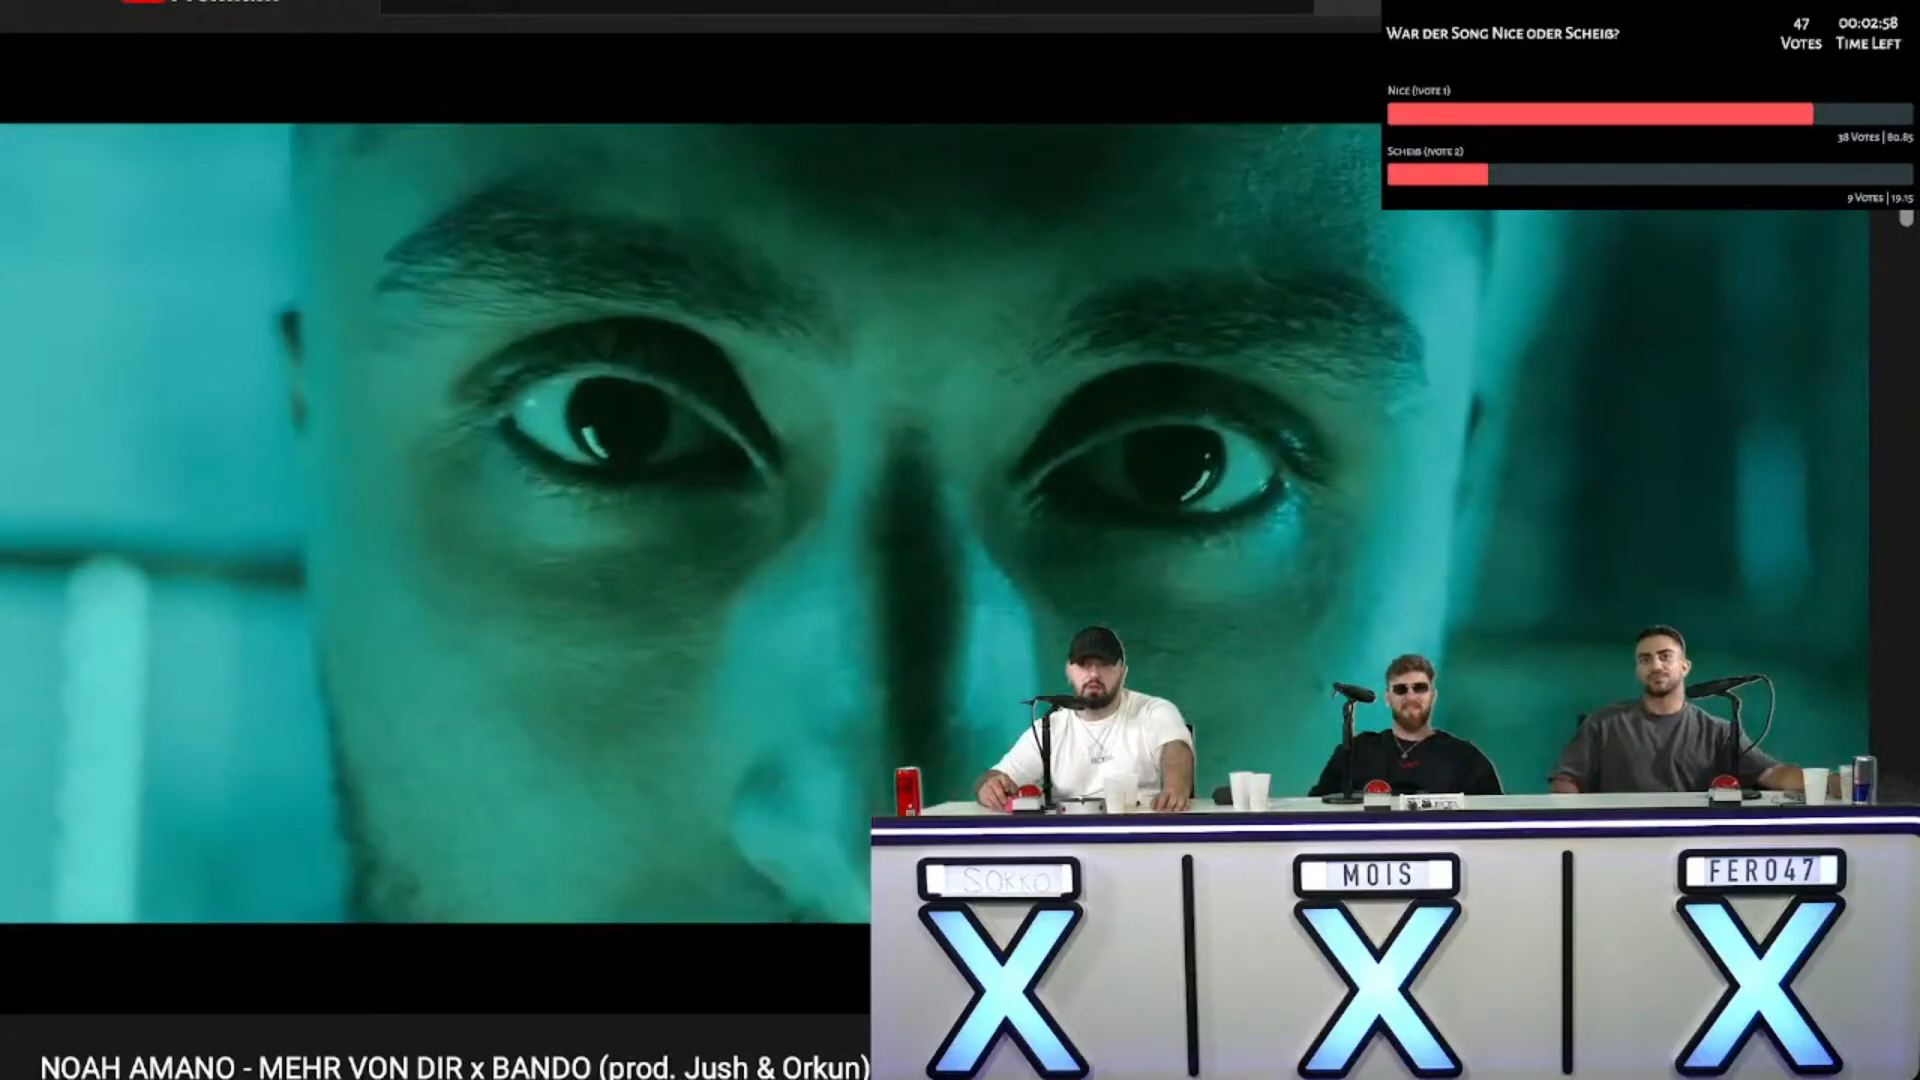 Premium
WAR DER SONG NICE ODER SCHEIß?
47 VOTES
00:02:58 TIME LEFT
NICE (!VOTE 1)
38 VOTES | 80.85
SCHEIß (!VOTE 2)
9 VOTES | 19.15
SOKKO
MOIS
FERO47
NOAH AMANO - MEHR VON DIR x BANDO (prod. Jush & Orkun)